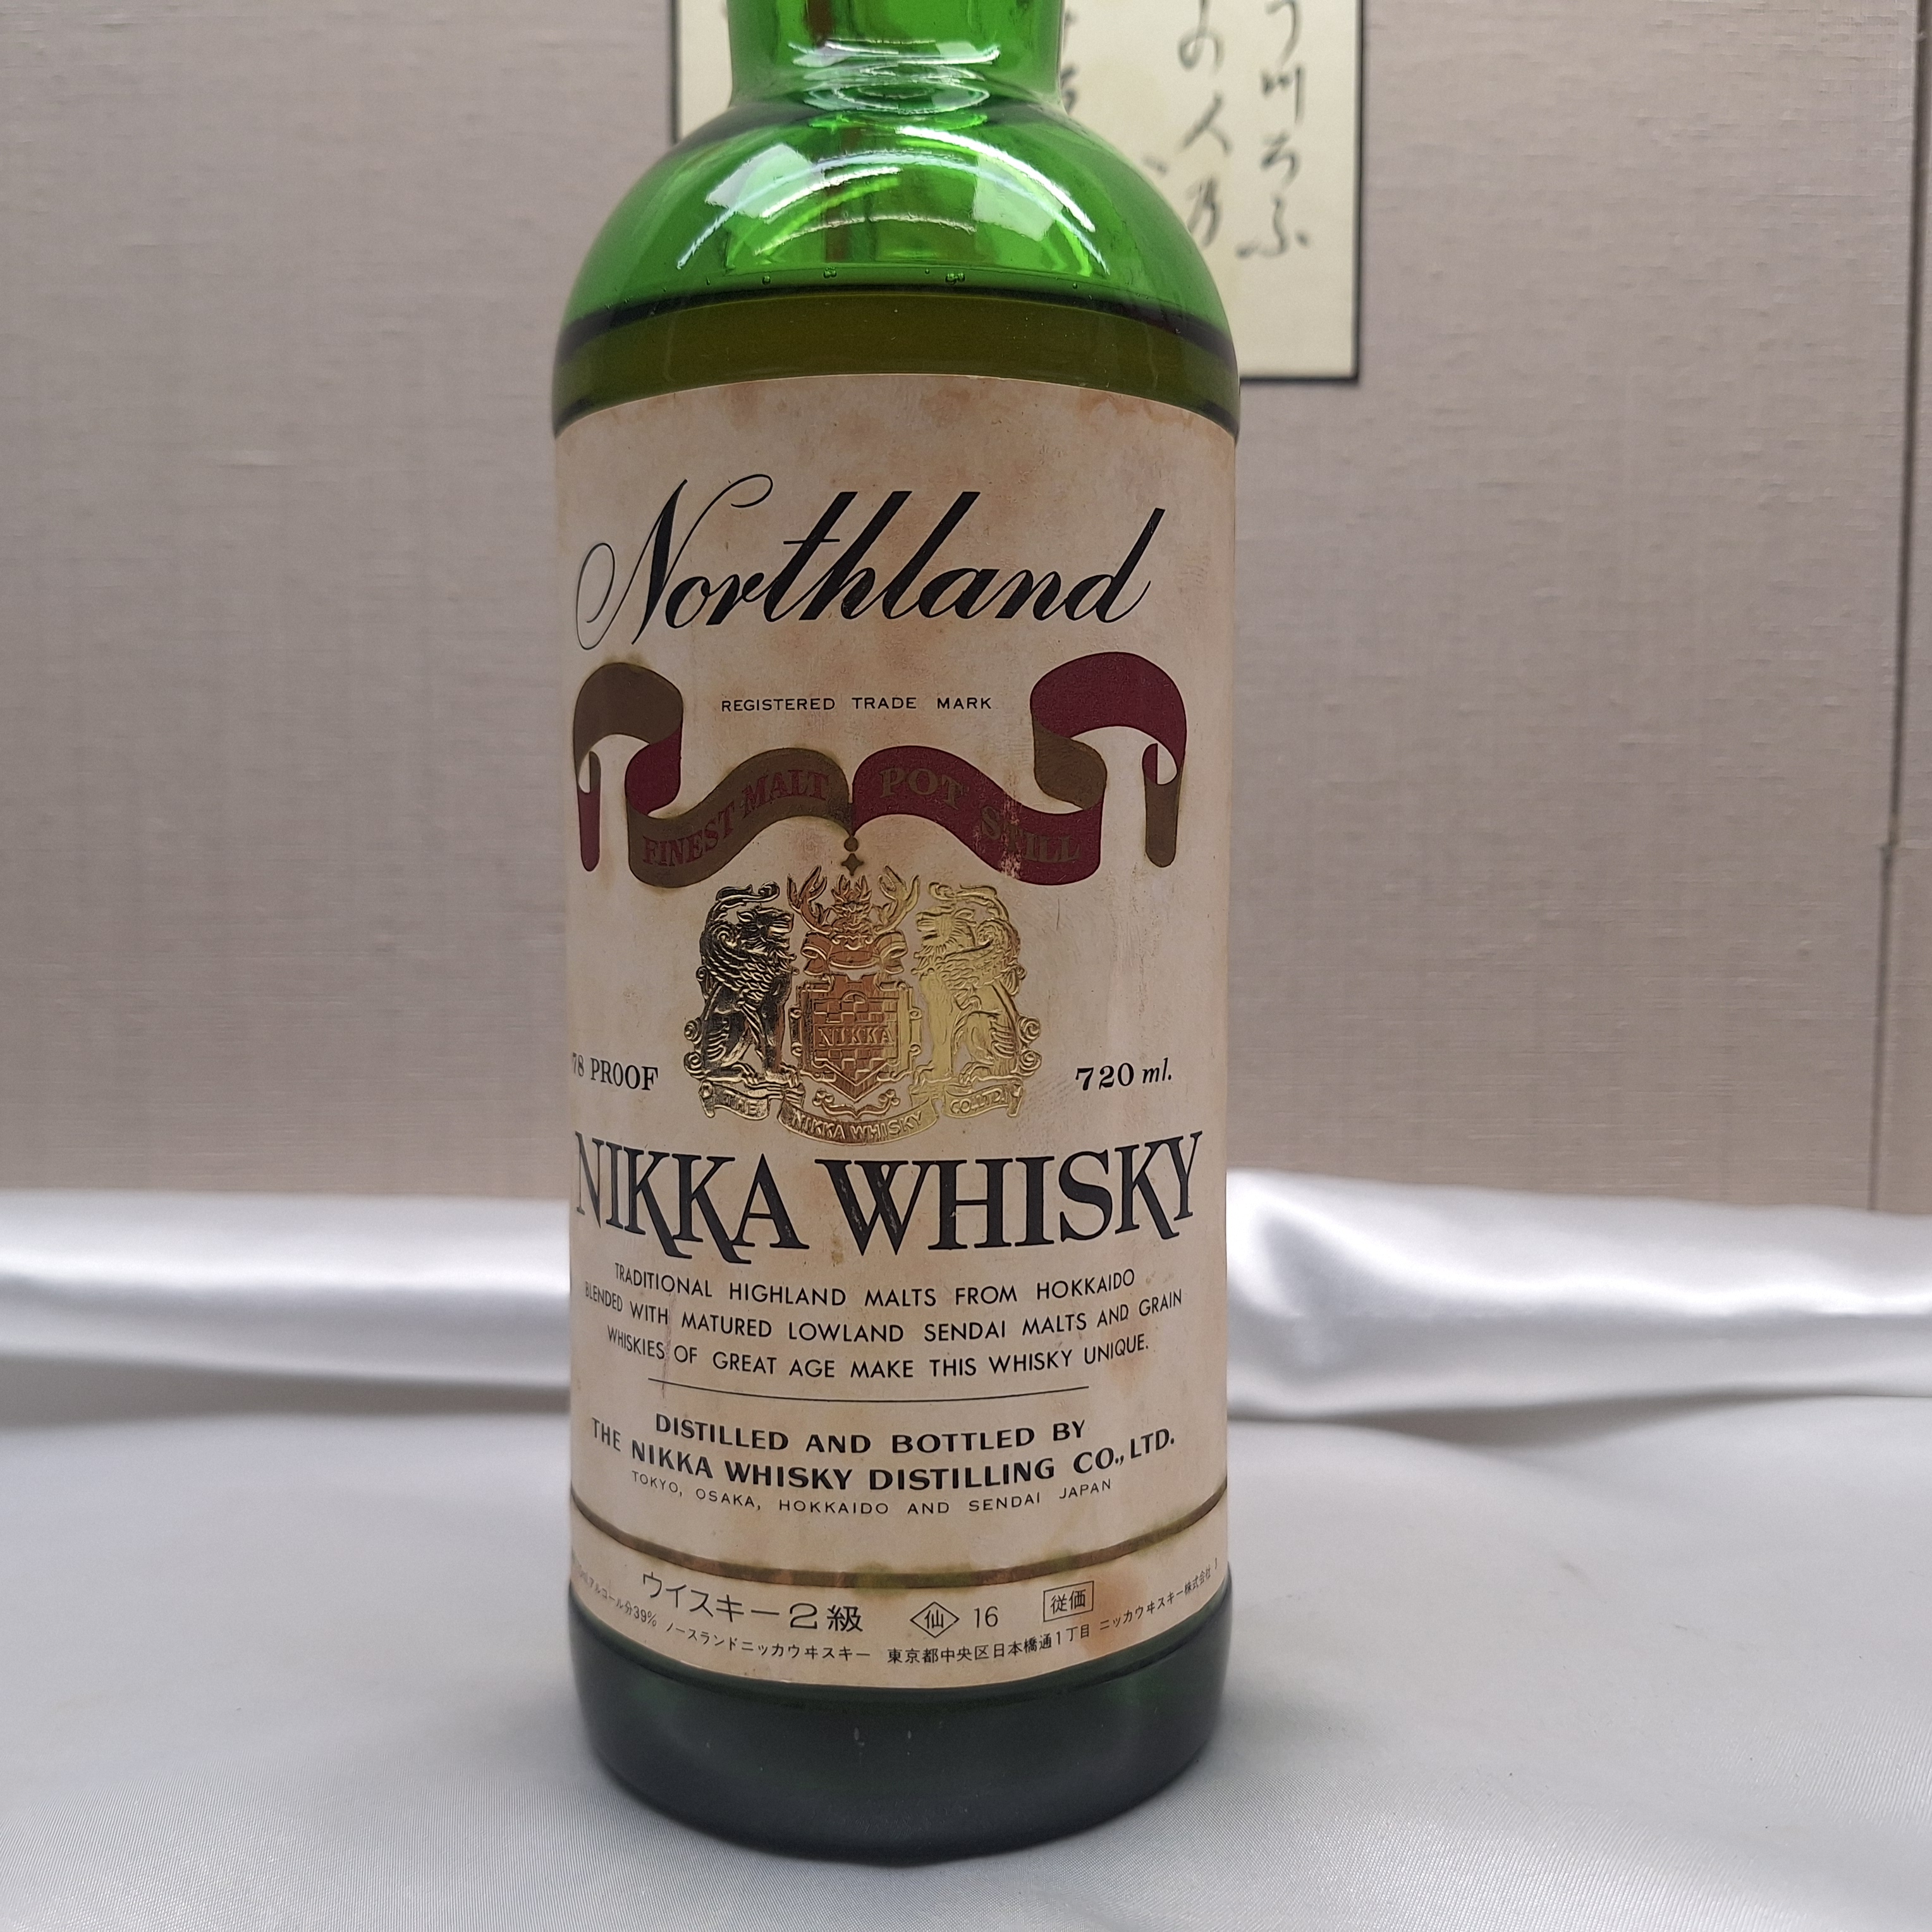 Northland
REGISTERED TRADE MARK
FINEST MALT POT STILL
NIKKA
78 PROOF
720 ml.
THE NIKKA WHISKY CO.LTD.
NIKKA WHISKY
TRADITIONAL HIGHLAND MALTS FROM HOKKAIDO
BLENDED WITH MATURED LOWLAND SENDAI MALTS AND GRAIN
WHISKIES OF GREAT AGE MAKE THIS WHISKY UNIQUE.
DISTILLED AND BOTTLED BY
THE NIKKA WHISKY DISTILLING CO., LTD.
TOKYO, OSAKA, HOKKAIDO AND SENDAI JAPAN
ウイスキー2級 仙 16 従価
アルコール分39% ノースランドニッカウヰスキー 東京都中央区日本橋通1丁目 ニッカウヰスキー株式会社